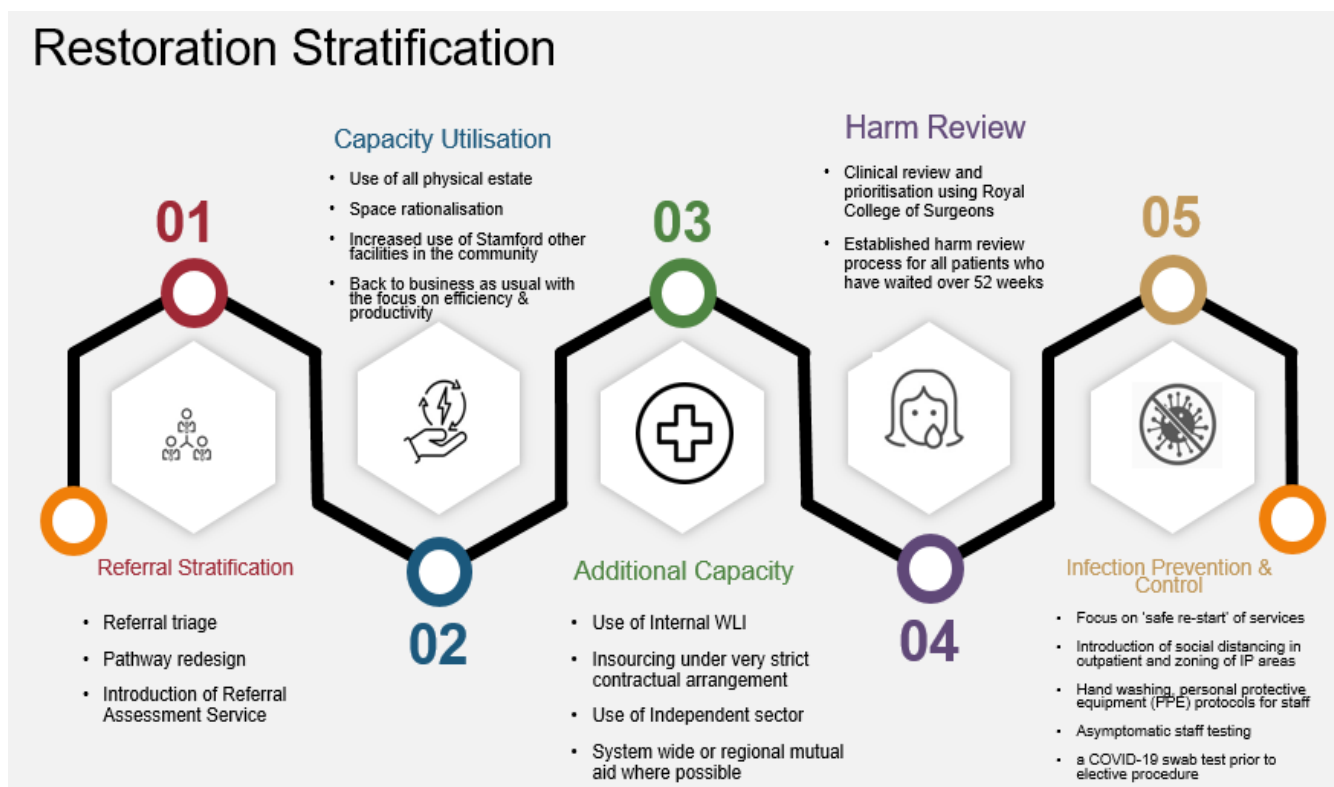 Restoration Stratification
01
Referral Stratification
• Referral triage
• Pathway redesign
• Introduction of Referral
Assessment Service
Capacity Utilisation
• Use of all physical estate
• Space rationalisation
• Increased use of Stamford other
facilities in the community
• Back to business as usual with
the focus on efficiency &
productivity
02
03
Additional Capacity
• Use of Internal WLI
• Insourcing under very strict
contractual arrangement
• Use of Independent sector
• System wide or regional mutual
aid where possible
Harm Review
• Clinical review and
prioritisation using Royal
College of Surgeons
• Established harm review
process for all patients who
have waited over 52 weeks
04
05
Infection Prevention &
Control
• Focus on 'safe re-start' of services
• Introduction of social distancing in
outpatient and zoning of IP areas
• Hand washing, personal protective
equipment (PPE) protocols for staff
• Asymptomatic staff testing
• a COVID-19 swab test prior to
elective procedure